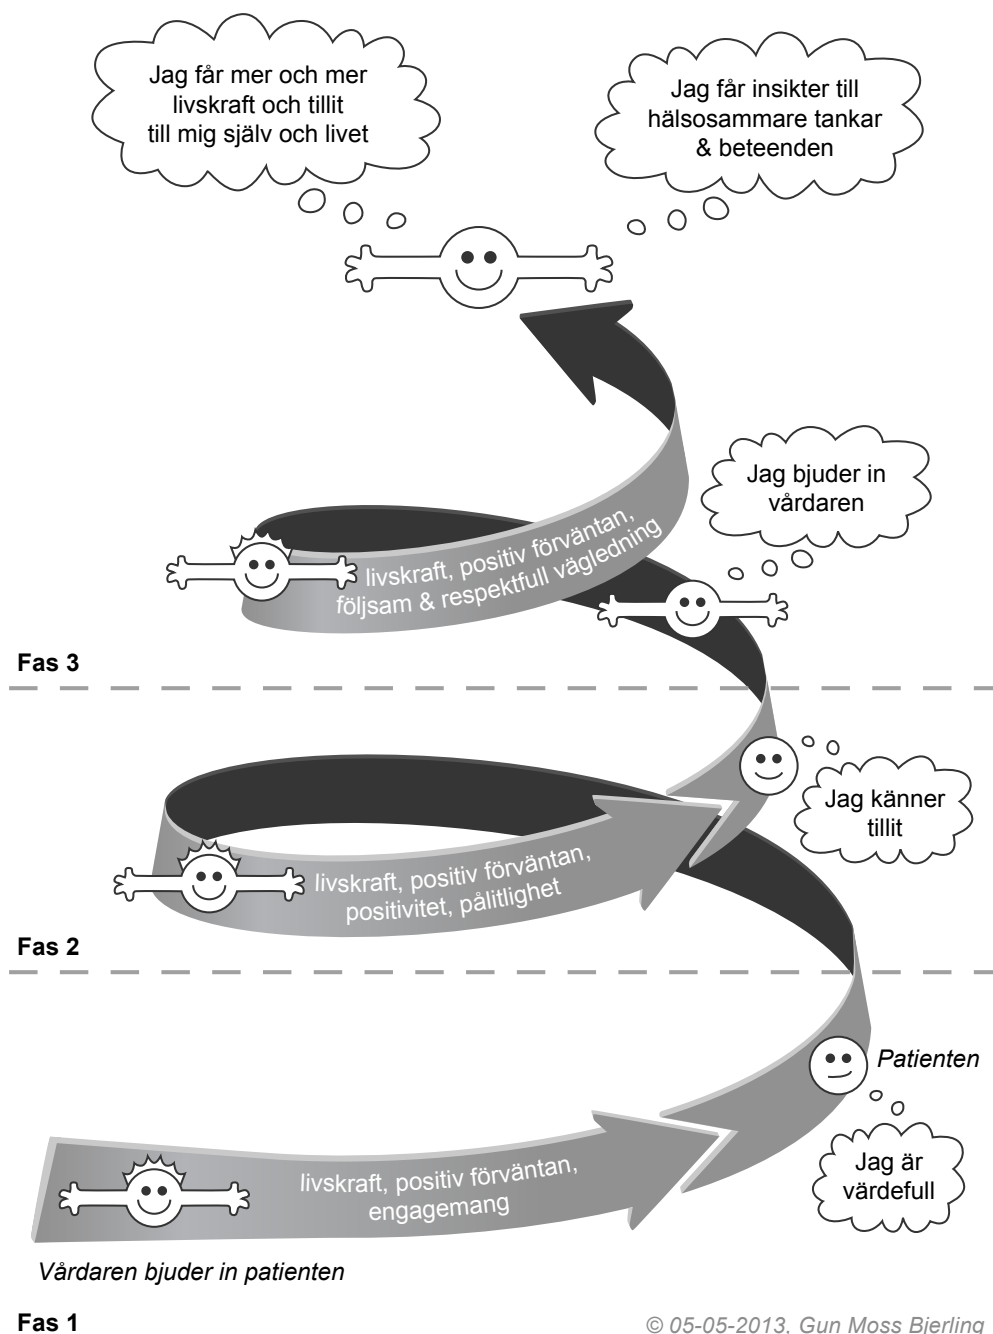 Jag får mer och mer
livskraft och tillit
till mig själv och livet
Jag får insikter till
hälsosammare tankar
& beteenden
Jag bjuder in
vårdaren
livskraft, positiv förväntan,
följsam & respektfull vägledning
Fas 3
Jag känner
tillit
livskraft, positiv förväntan,
positivitet, pålitlighet
Fas 2
Patienten
Jag är
värdefull
livskraft, positiv förväntan,
engagemang
Vårdaren bjuder in patienten
Fas 1
© 05-05-2013, Gun Moss Bjerling